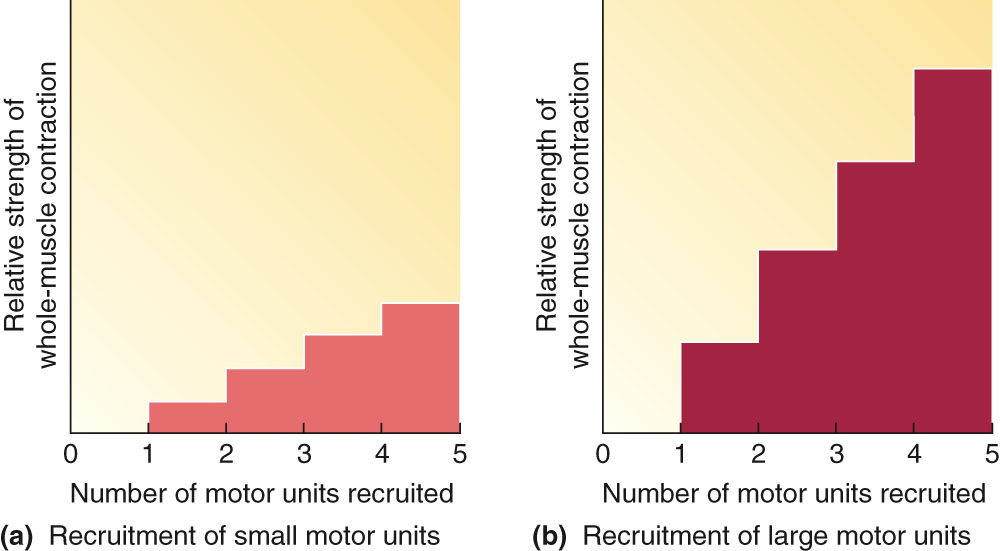 Relative strength of
whole-muscle contraction
0 1 2 3 4 5
Number of motor units recruited
(a) Recruitment of small motor units
Relative strength of
whole-muscle contraction
0 1 2 3 4 5
Number of motor units recruited
(b) Recruitment of large motor units